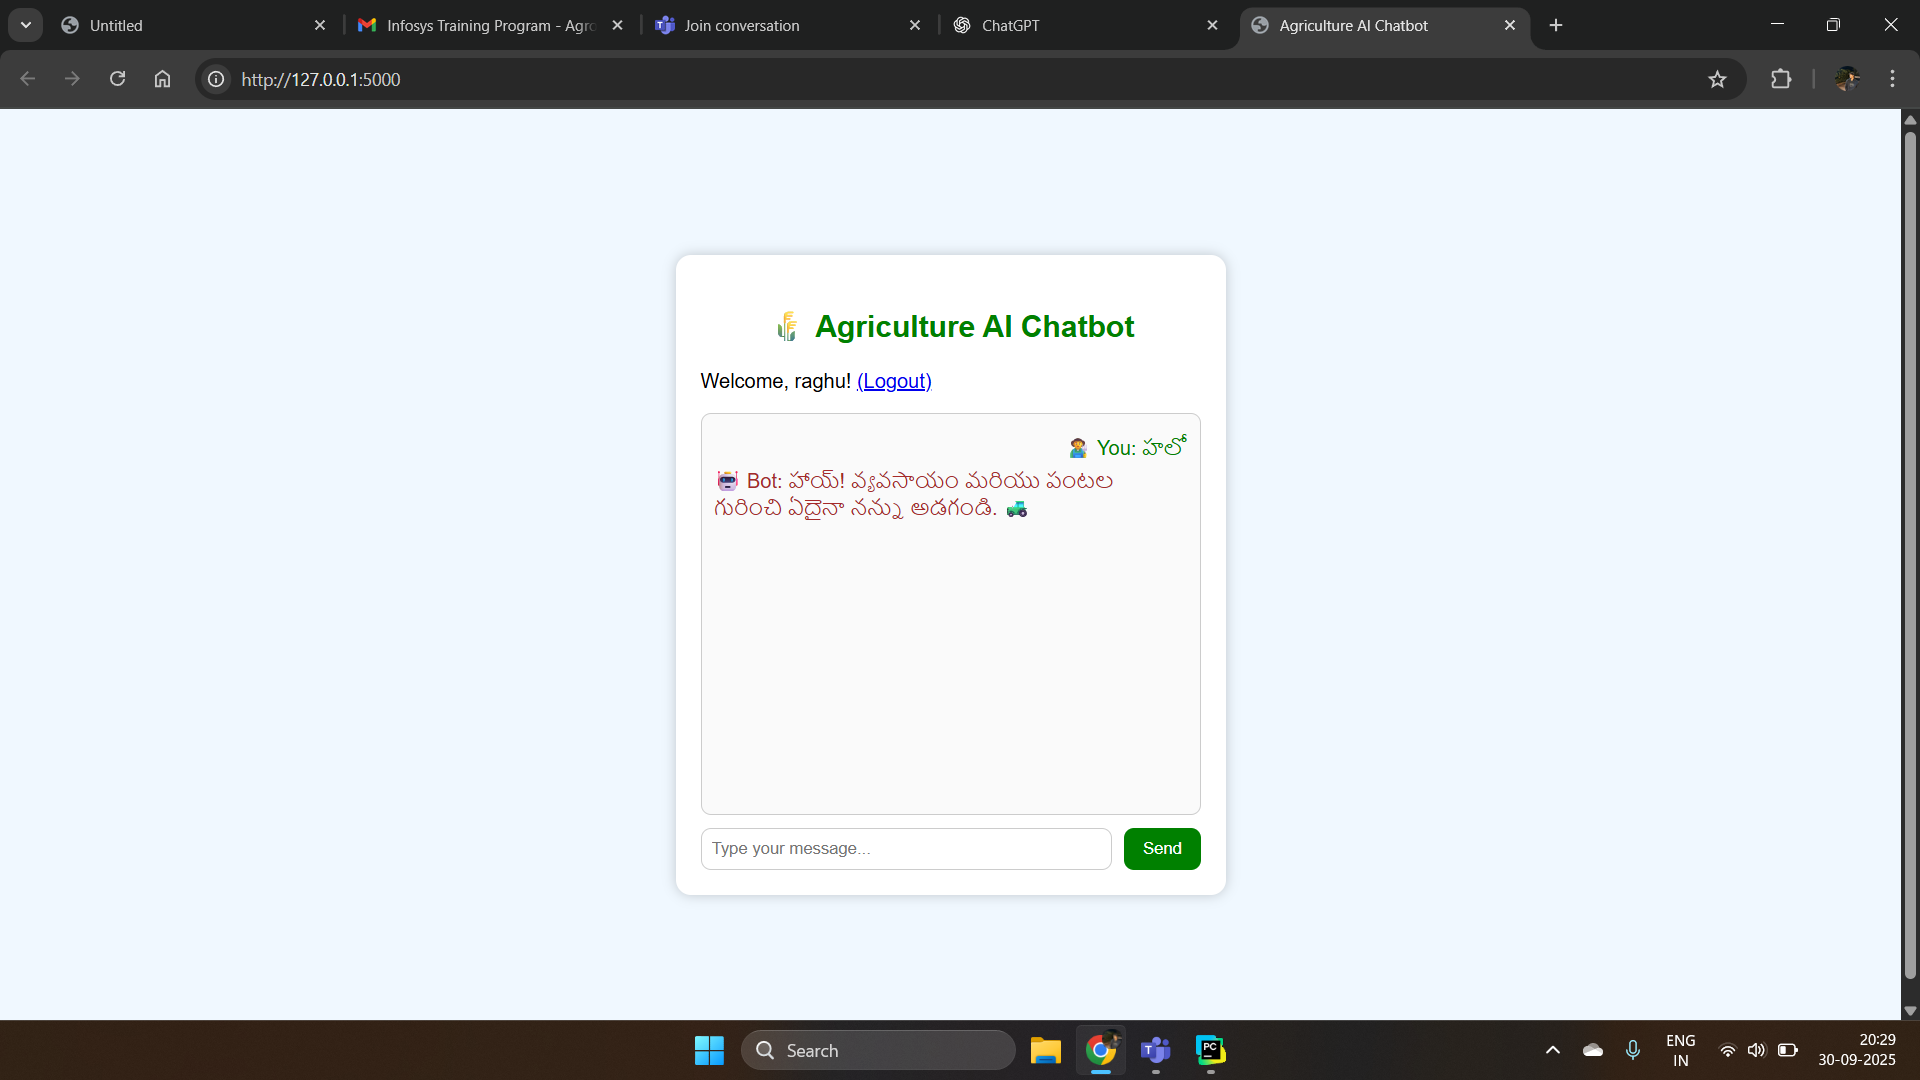 Untitled
Infosys Training Program - Agro
Join conversation
ChatGPT
Agriculture AI Chatbot
http://127.0.0.1:5000
Agriculture AI Chatbot
Welcome, raghu! (Logout)
You: హలో
Bot: హాయ్! వ్యవసాయం మరియు పంటల
గురించి ఏదైనా నన్ను అడగండి.
Type your message...
Send
Search
ENG
IN
20:29
30-09-2025